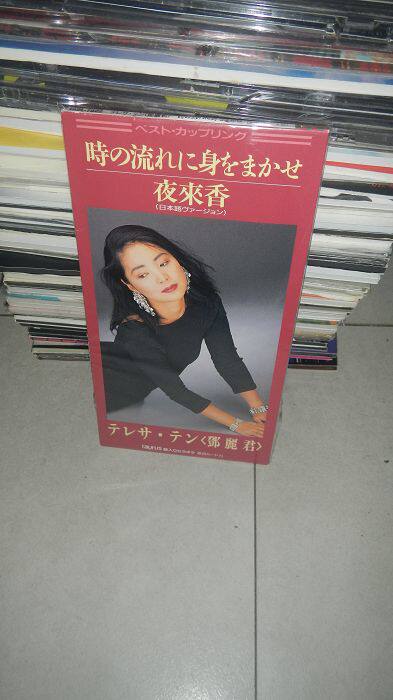 ベスト・カップリング
時の流れに身をまかせ
夜來香
(日本語ヴァージョン)
テレサ・テン〈鄧麗君〉
TAURUS